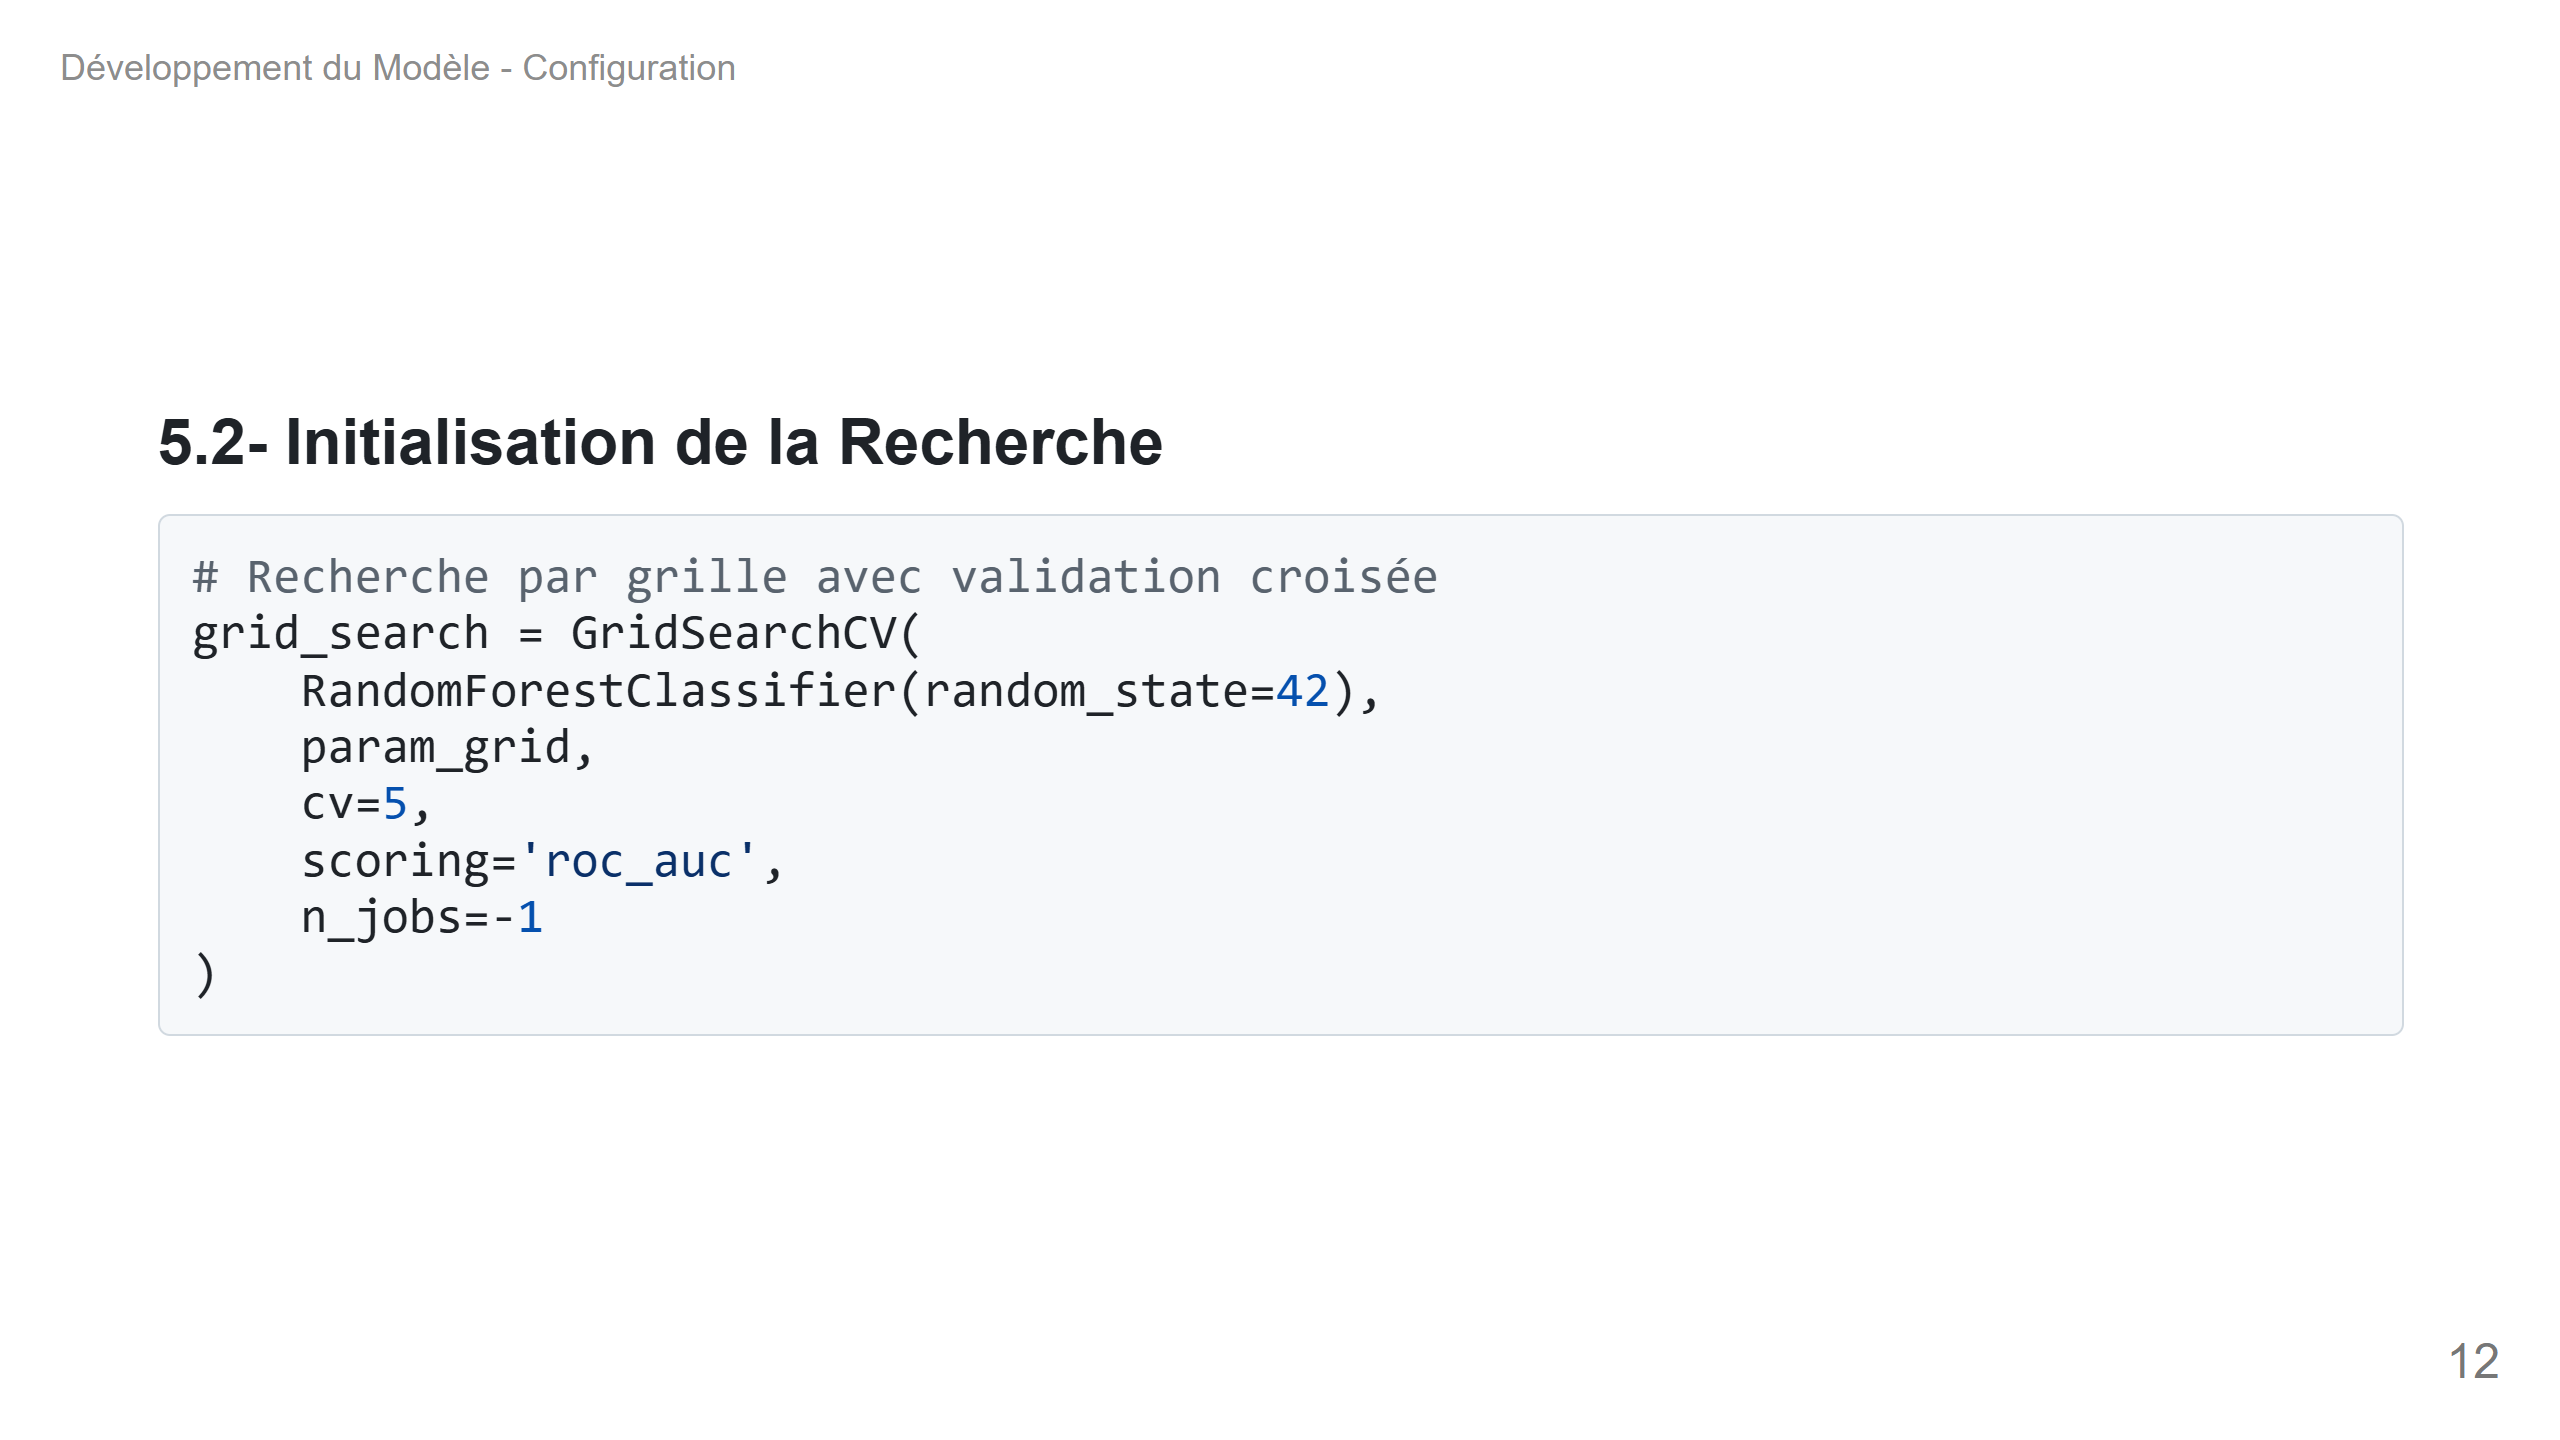 Développement du Modèle - Configuration
5.2- Initialisation de la Recherche
# Recherche par grille avec validation croisée
grid_search = GridSearchCV(
    RandomForestClassifier(random_state=42),
    param_grid,
    cv=5,
    scoring='roc_auc',
    n_jobs=-1
)
12